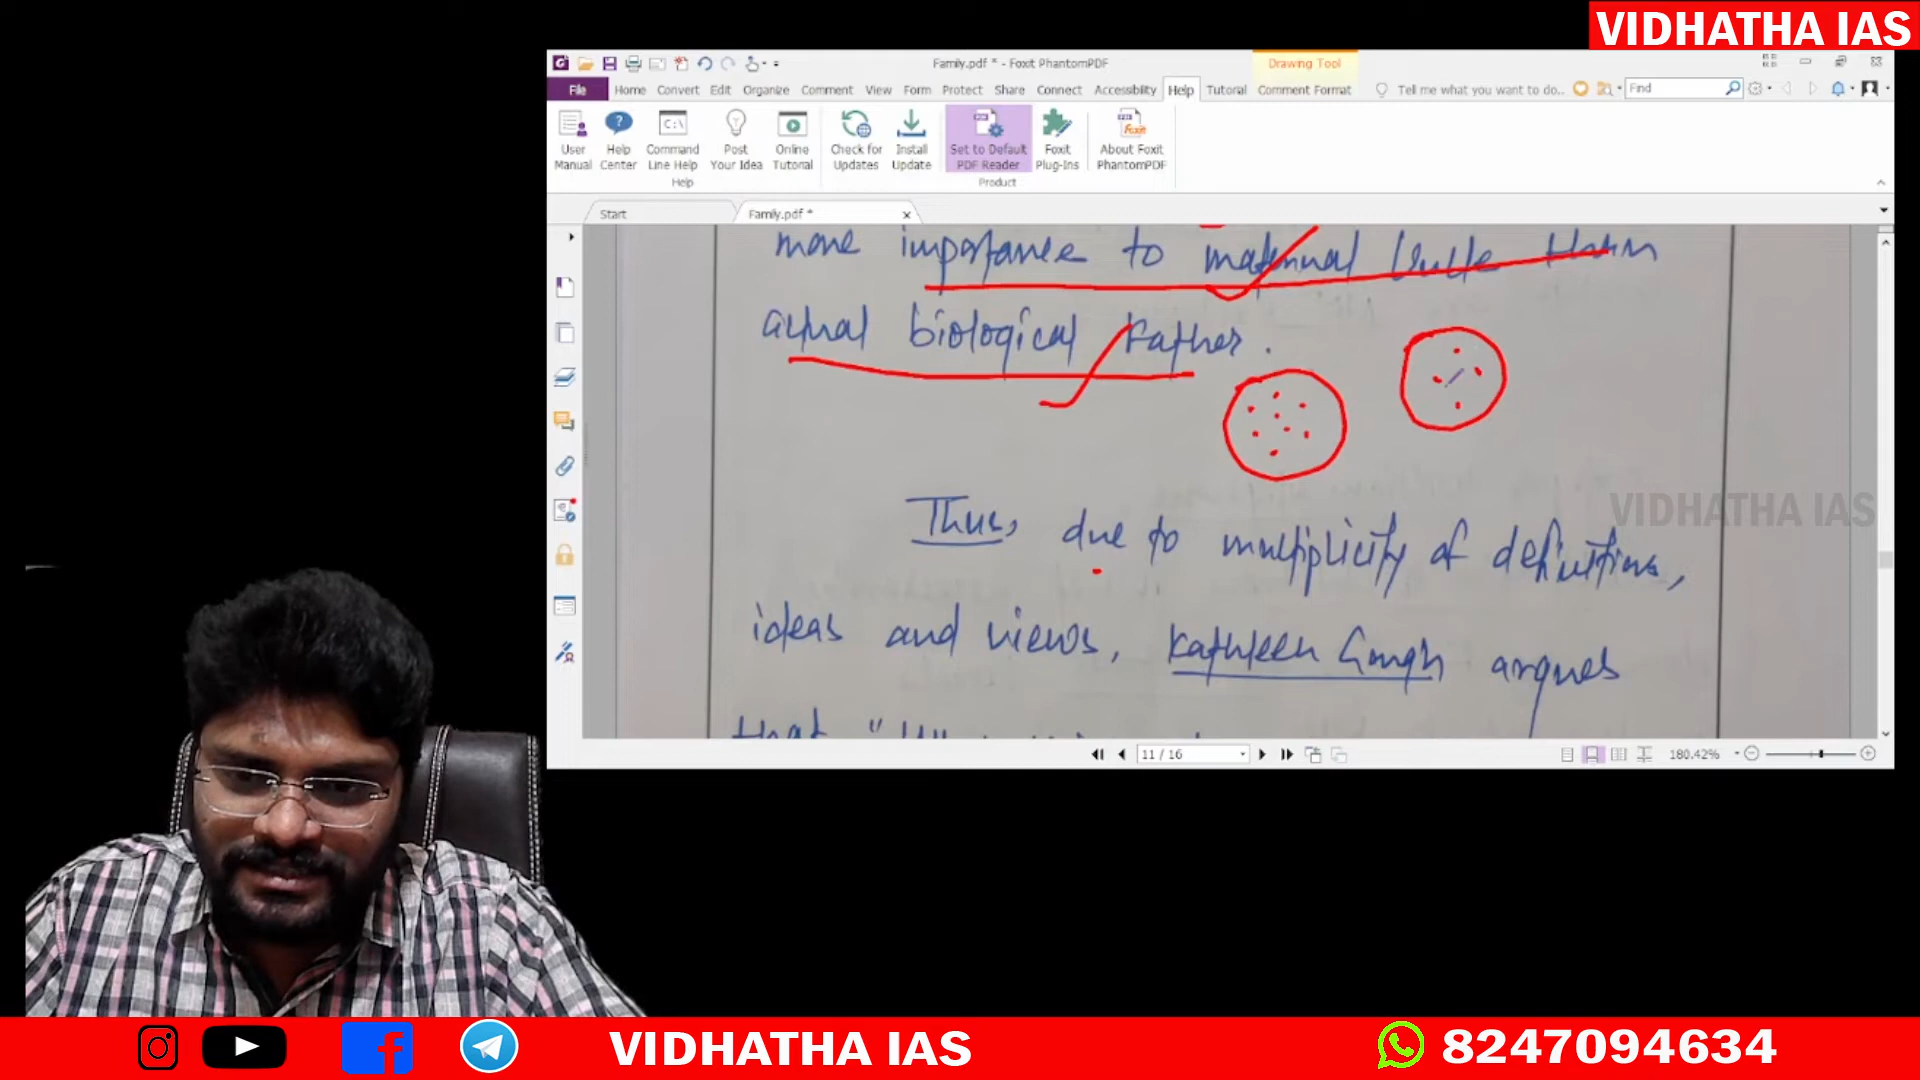 VIDHATHA IAS
Family.pdf * - Foxit PhantomPDF
Drawing Tool
File Home Convert Edit Organize Comment View Form Protect Share Connect Accessibility Help Tutorial Comment Format Tell me what you want to do.. Find
User Manual
Help Center
C:\
Command Line Help
Post Your Idea
Online Tutorial
Check for Updates
Install Update
Set to Default PDF Reader
Foxit Plug-Ins
Foxit
About Foxit PhantomPDF
Help
Product
Start
Family.pdf *
more importance to maternal Uncle than
actual biological Father.
Thus, due to multiplicity of definitions,
VIDHATHA IAS
ideas and views, Kathleen Gough argues
that "
11 / 16
180.42%
VIDHATHA IAS
8247094634